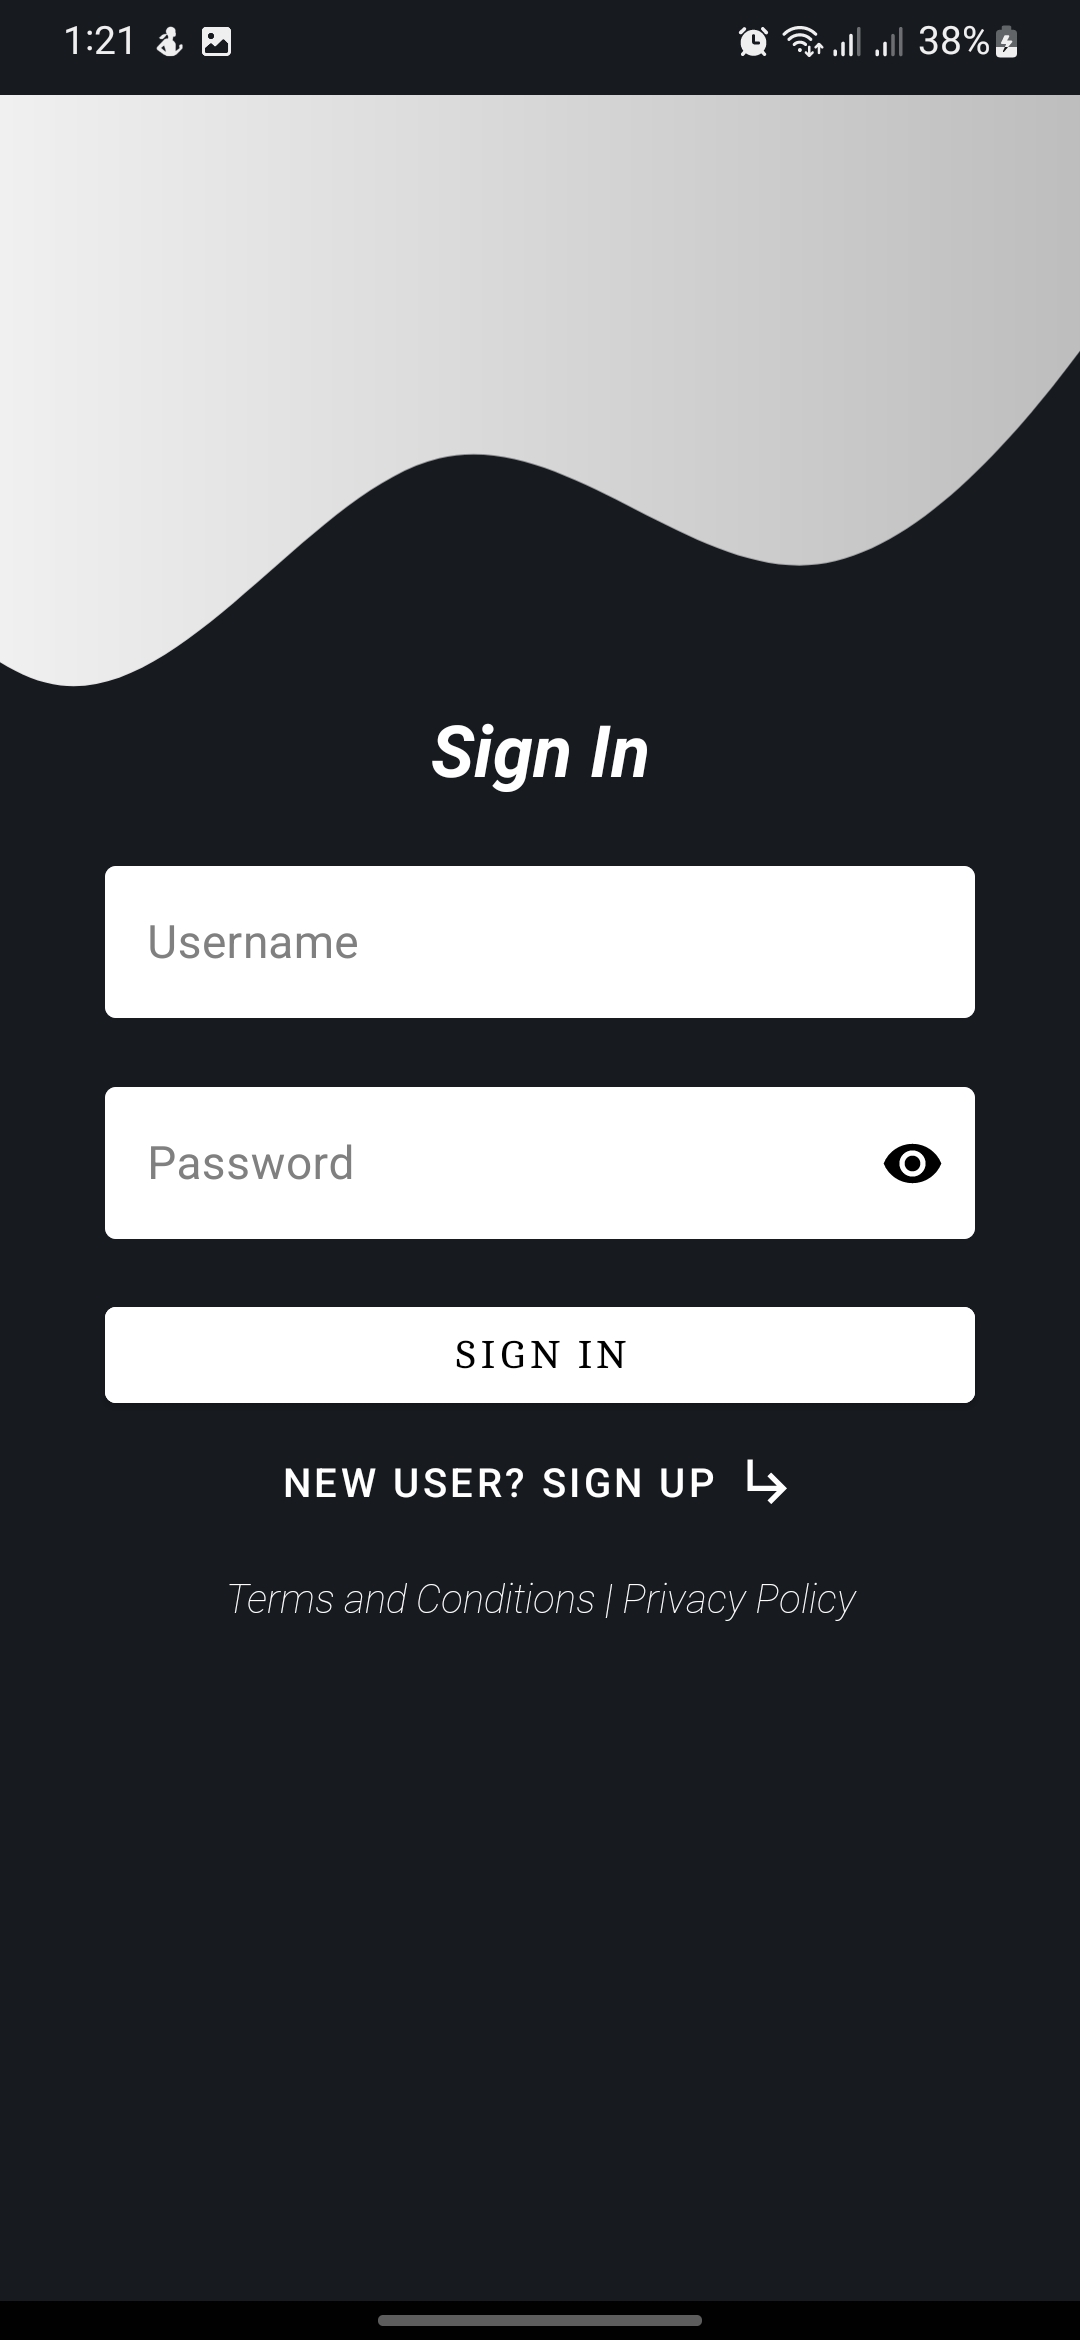 1:21 38%
Sign In
Username
Password
SIGN IN
NEW USER? SIGN UP
Terms and Conditions | Privacy Policy